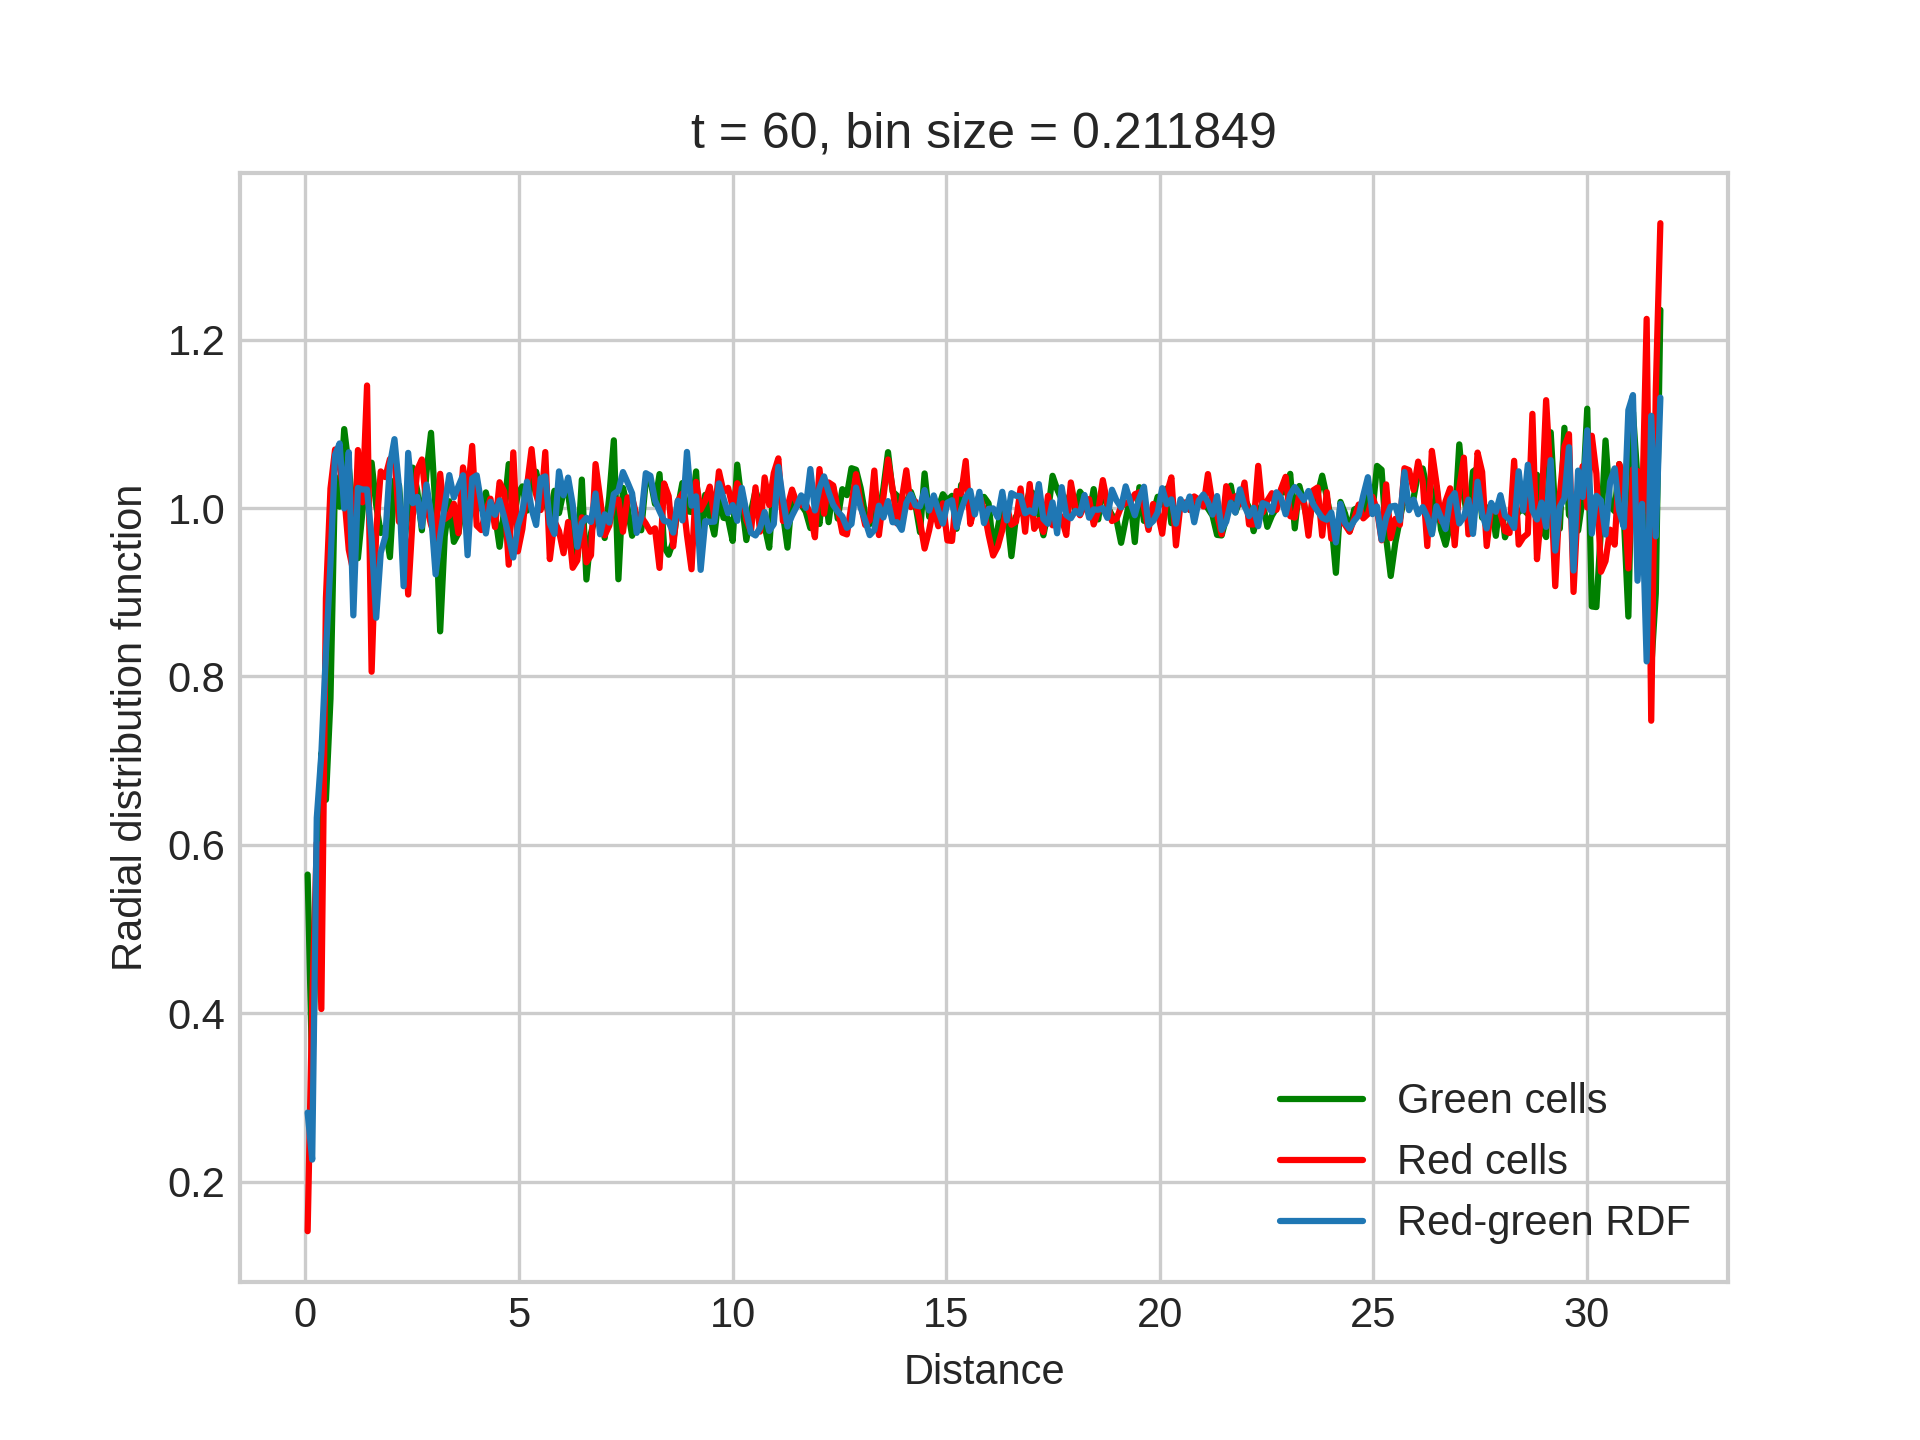 t = 60, bin size = 0.211849
Radial distribution function
1.2
1.0
0.8
0.6
0.4
0.2
Green cells
Red cells
Red-green RDF
0 5 10 15 20 25 30
Distance